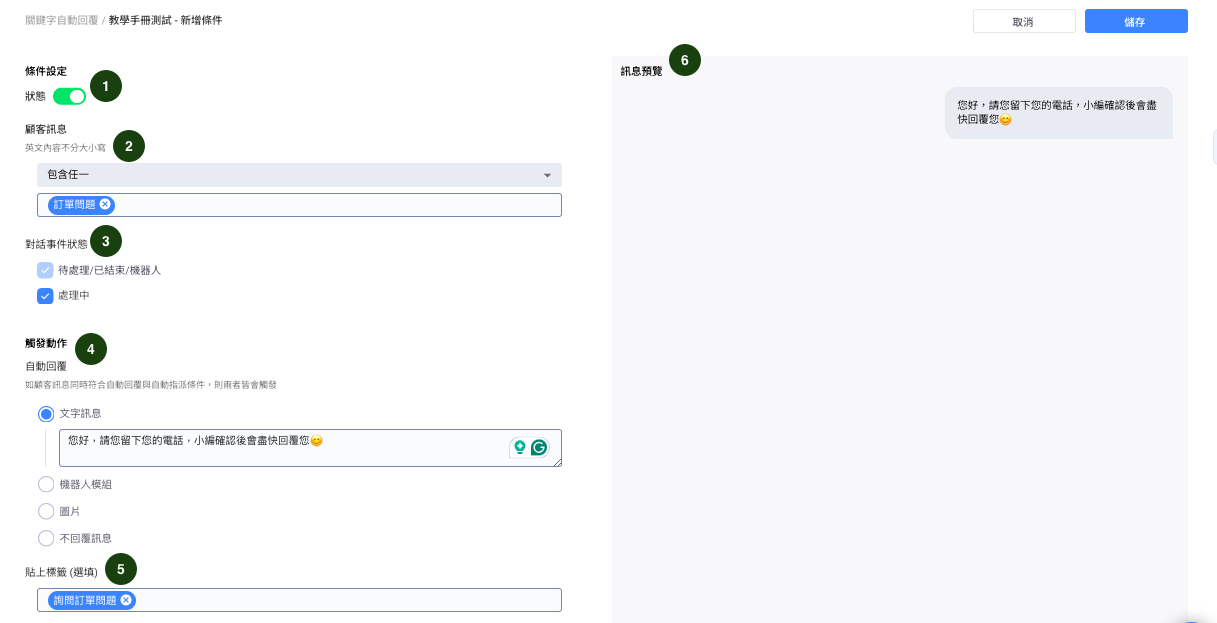 關鍵字自動回覆 / 教學手冊測試 - 新增條件
取消
儲存
條件設定
1
狀態
顧客訊息
英文內容不分大小寫
2
包含任一
訂單問題
對話事件狀態
3
待處理/已結束/機器人
處理中
觸發動作
4
自動回覆
如顧客訊息同時符合自動回覆與自動指派條件，則兩者皆會觸發
文字訊息
您好，請您留下您的電話，小編確認後會盡快回覆您😊
機器人模組
圖片
不回覆訊息
貼上標籤 (選填)
5
詢問訂單問題
訊息預覽
6
您好，請您留下您的電話，小編確認後會盡
快回覆您😊